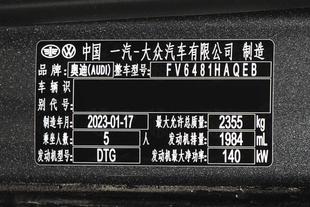 中国 一汽-大众汽车有限公司 制造
品牌 奥迪(AUDI) 整车型号 FV6481HAQEB
车辆识
别代号
制造年月 2023-01-17 最大允许总质量 2355 kg
乘坐人数 5 人 发动机排量 1984 mL
发动机型号 DTG 发动机最大净功率 140 kW